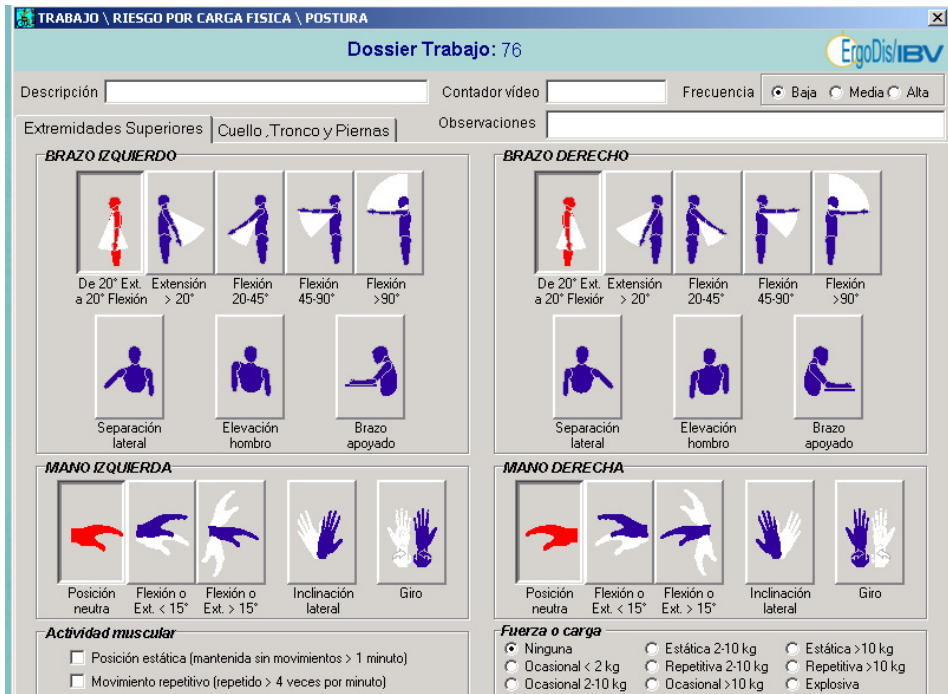 TRABAJO \ RIESGO POR CARGA FISICA \ POSTURA
Dossier Trabajo: 76
ErgoDis/IBV
Descripción
Contador vídeo
Frecuencia
Baja
Media
Alta
Extremidades Superiores
Cuello ,Tronco y Piernas
Observaciones
BRAZO IZQUIERDO
De 20° Ext.
a 20° Flexión
Extensión
> 20°
Flexión
20-45°
Flexión
45-90°
Flexión
>90°
Separación
lateral
Elevación
hombro
Brazo
apoyado
BRAZO DERECHO
De 20° Ext.
a 20° Flexiór
Extensión
> 20°
Flexión
20-45°
Flexión
45-90°
Flexión
>90°
Separación
lateral
Elevación
hombro
Brazo
apoyado
MANO IZQUIERDA
Posición
neutra
Flexión o
Ext. < 15°
Flexión o
Ext. > 15°
Inclinación
lateral
Giro
MANO DERECHA
Posición
neutra
Flexión o
Ext. < 15°
Flexión o
Ext. > 15°
Inclinación
lateral
Giro
Actividad muscular
Posición estática (mantenida sin movimientos > 1 minuto)
Movimiento repetitivo (repetido > 4 veces por minuto)
Fuerza o carga
Ninguna
Estática 2-10 kg
Estática >10 kg
Ocasional < 2 kg
Repetitiva 2-10 kg
Repetitiva >10 kg
Ocasional 2-10 kg
Ocasional >10 kg
Explosiva